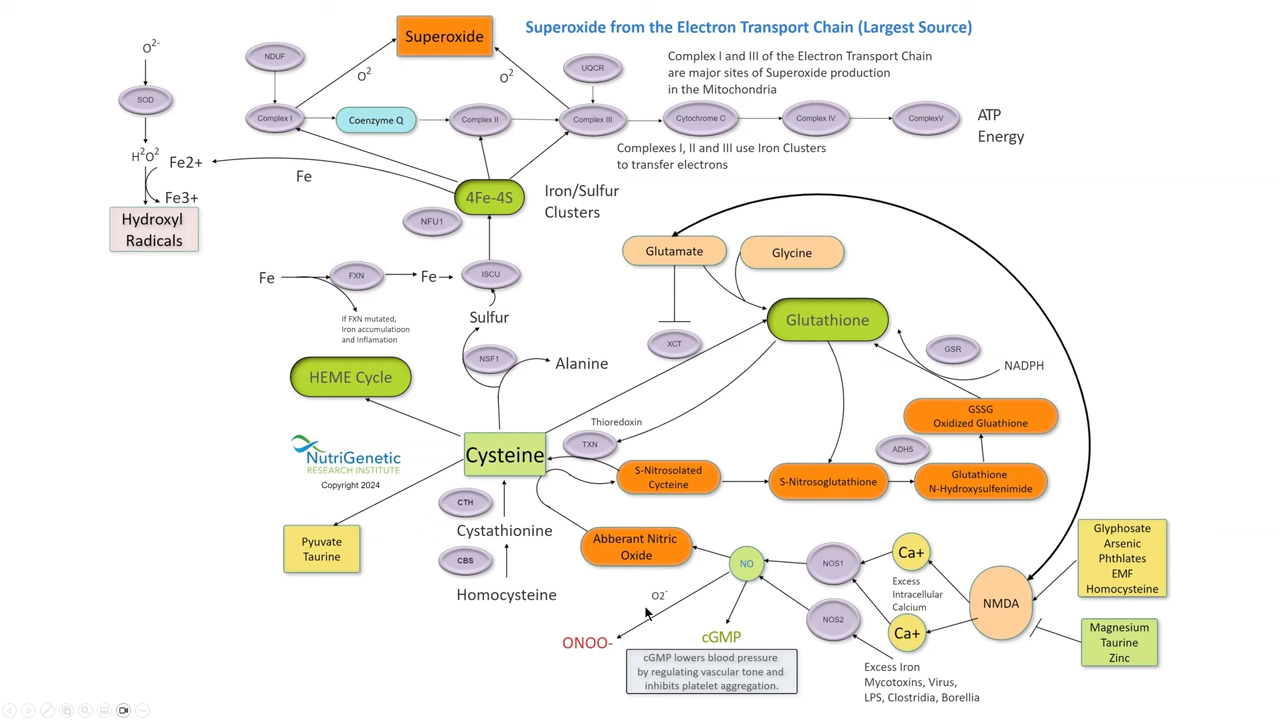 Superoxide from the Electron Transport Chain (Largest Source)
Superoxide
O2-
NDUF
O2
O2
UQCR
Complex I and III of the Electron Transport Chain
are major sites of Superoxide production
in the Mitochondria
SOD
Complex I
Coenzyme Q
Complex II
Complex III
Cytochrome C
Complex IV
ComplexV
ATP
Energy
Complexes I, II and III use Iron Clusters
to transfer electrons
H2O2
Fe2+
Fe
Fe3+
Hydroxyl
Radicals
4Fe-4S
Iron/Sulfur
Clusters
NFU1
Glutamate
Glycine
Fe
FXN
Fe
ISCU
If FXN mutated,
Iron accumulatioon
and Inflamation
Sulfur
Glutathione
XCT
GSR
NADPH
NSF1
Alanine
HEME Cycle
GSSG
Oxidized Gluathione
Thioredoxin
TXN
ADH5
NutriGenetic
RESEARCH INSTITUTE
Copyright 2024
Cysteine
S-Nitrosolated
Cycteine
S-Nitrosoglutathione
Glutathione
N-Hydroxysulfenimide
CTH
Cystathionine
CBS
Homocysteine
Pyuvate
Taurine
Abberant Nitric
Oxide
NO
NOS1
Ca+
Excess
Intracellular
Calcium
NOS2
Ca+
NMDA
Glyphosate
Arsenic
Phthlates
EMF
Homocysteine
Magnesium
Taurine
Zinc
O2-
ONOO-
cGMP
cGMP lowers blood pressure
by regulating vascular tone and
inhibits platelet aggregation.
Excess Iron
Mycotoxins, Virus,
LPS, Clostridia, Borellia